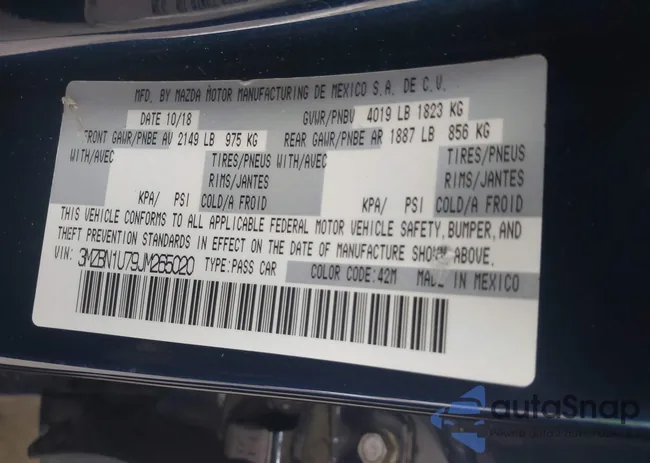 MFD. BY MAZDA MOTOR MANUFACTURING DE MEXICO S.A. DE C.V.
DATE 10/18 GVWR/PNBV 4019 LB 1823 KG
FRONT GAWR/PNBE AV 2149 LB 975 KG REAR GAWR/PNBE AR 1887 LB 856 KG
WITH/AVEC TIRES/PNEUS WITH/AVEC TIRES/PNEUS
RIMS/JANTES RIMS/JANTES
KPA/ PSI COLD/A FROID KPA/ PSI COLD/A FROID
THIS VEHICLE CONFORMS TO ALL APPLICABLE FEDERAL MOTOR VEHICLE SAFETY, BUMPER, AND
THEFT PREVENTION STANDARDS IN EFFECT ON THE DATE OF MANUFACTURE SHOWN ABOVE.
VIN: 3MZBN1U79JM265020 TYPE: PASS CAR COLOR CODE: 42M MADE IN MEXICO
autoSnap